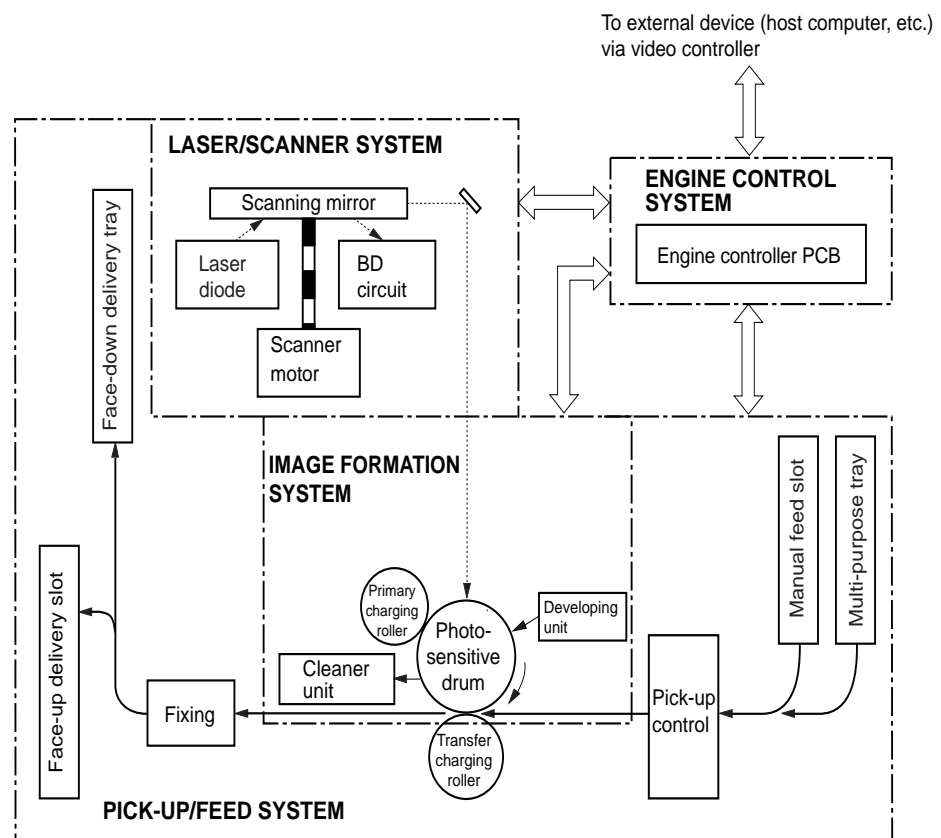 To external device (host computer, etc.)
via video controller
LASER/SCANNER SYSTEM
ENGINE CONTROL
SYSTEM
Engine controller PCB
Scanning mirror
Laser
diode
BD
circuit
Scanner
motor
Face-down delivery tray
IMAGE FORMATION
SYSTEM
Manual feed slot
Multi-purpose tray
Face-up delivery slot
Primary
charging
roller
Photo-
sensitive
drum
Developing
unit
Cleaner
unit
Fixing
Pick-up
control
Transfer
charging
roller
PICK-UP/FEED SYSTEM